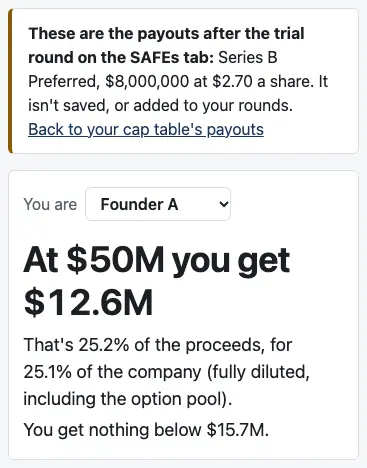 These are the payouts after the trial
round on the SAFEs tab: Series B
Preferred, $8,000,000 at $2.70 a share. It
isn't saved, or added to your rounds.
Back to your cap table's payouts
You are Founder A
At $50M you get
$12.6M
That's 25.2% of the proceeds, for
25.1% of the company (fully diluted,
including the option pool).
You get nothing below $15.7M.